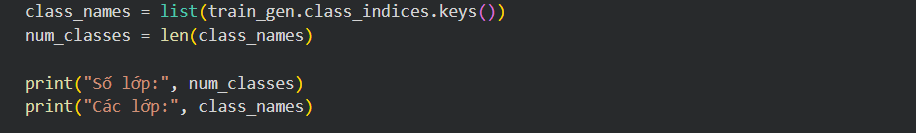 class_names = list(train_gen.class_indices.keys())
num_classes = len(class_names)
print("Số lớp:", num_classes)
print("Các lớp:", class_names)